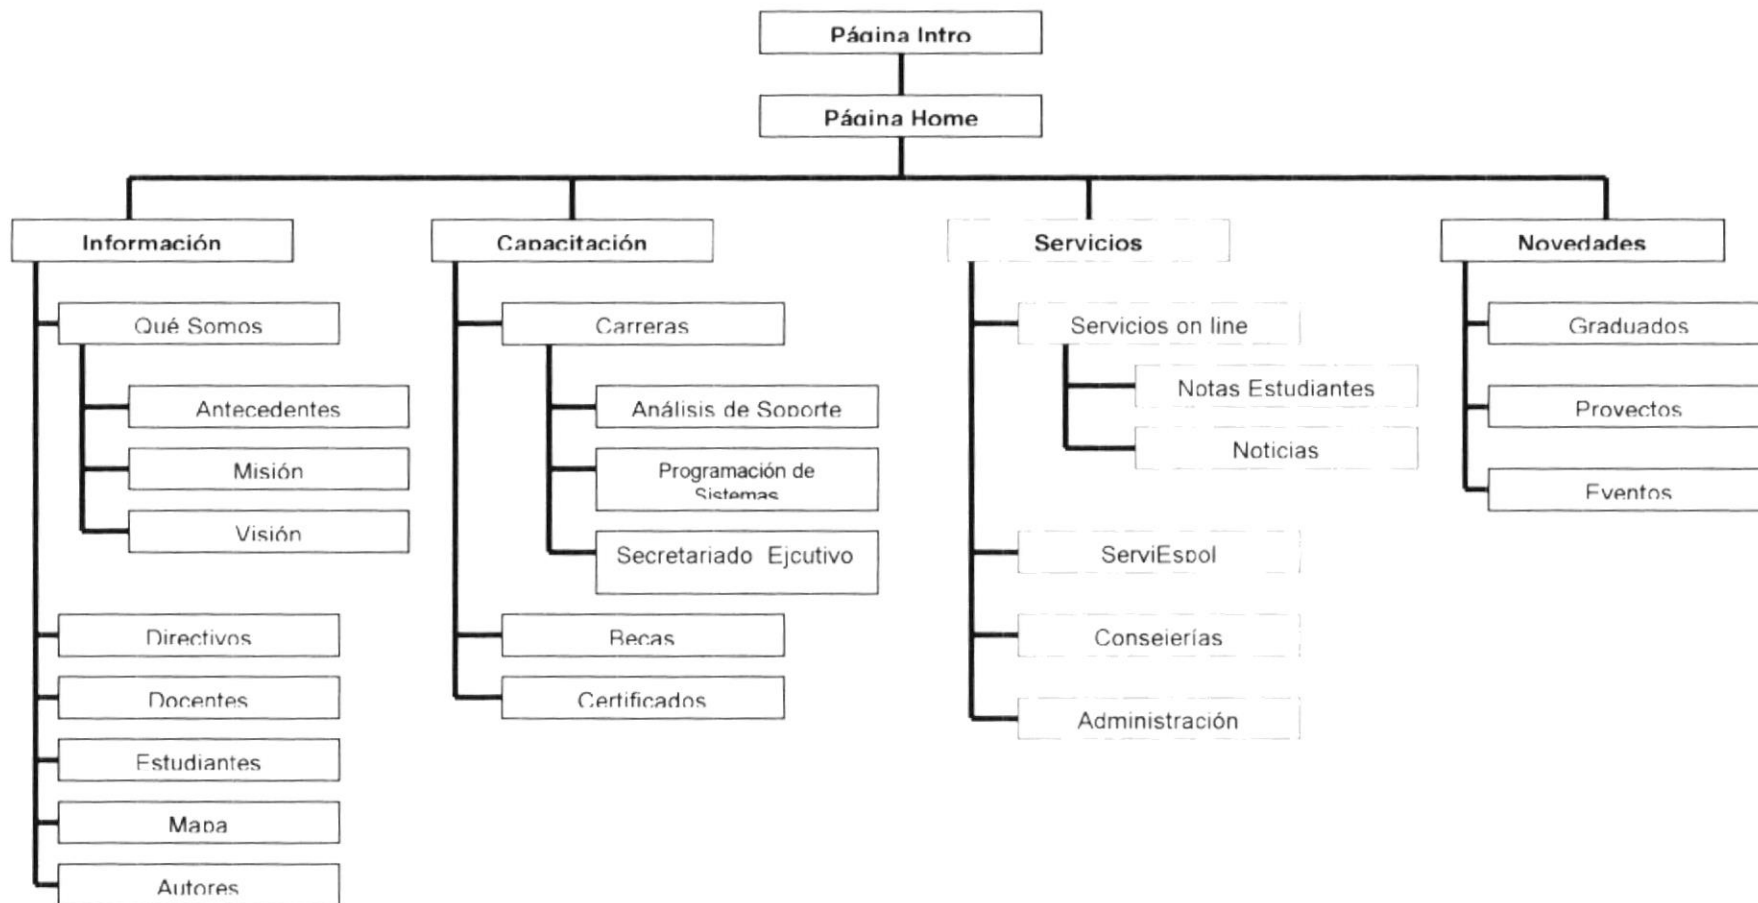 Página Intro
Página Home
Información
Qué Somos
Antecedentes
Misión
Visión
Directivos
Docentes
Estudiantes
Mapa
Autores
Capacitación
Carreras
Análisis de Soporte
Programación de
Sistemas
Secretariado Ejcutivo
Becas
Certificados
Servicios
Servicios on line
Notas Estudiantes
Noticias
ServiEspol
Consejerías
Administración
Novedades
Graduados
Proyectos
Eventos